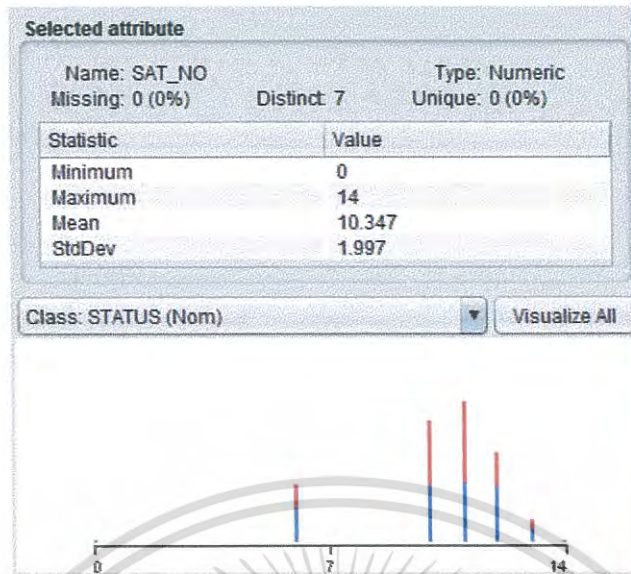 Selected attribute
Name: SAT_NO Type: Numeric
Missing: 0 (0%) Distinct: 7 Unique: 0 (0%)
Statistic Value
Minimum 0
Maximum 14
Mean 10.347
StdDev 1.997
Class: STATUS (Nom) Visualize All
0 7 14